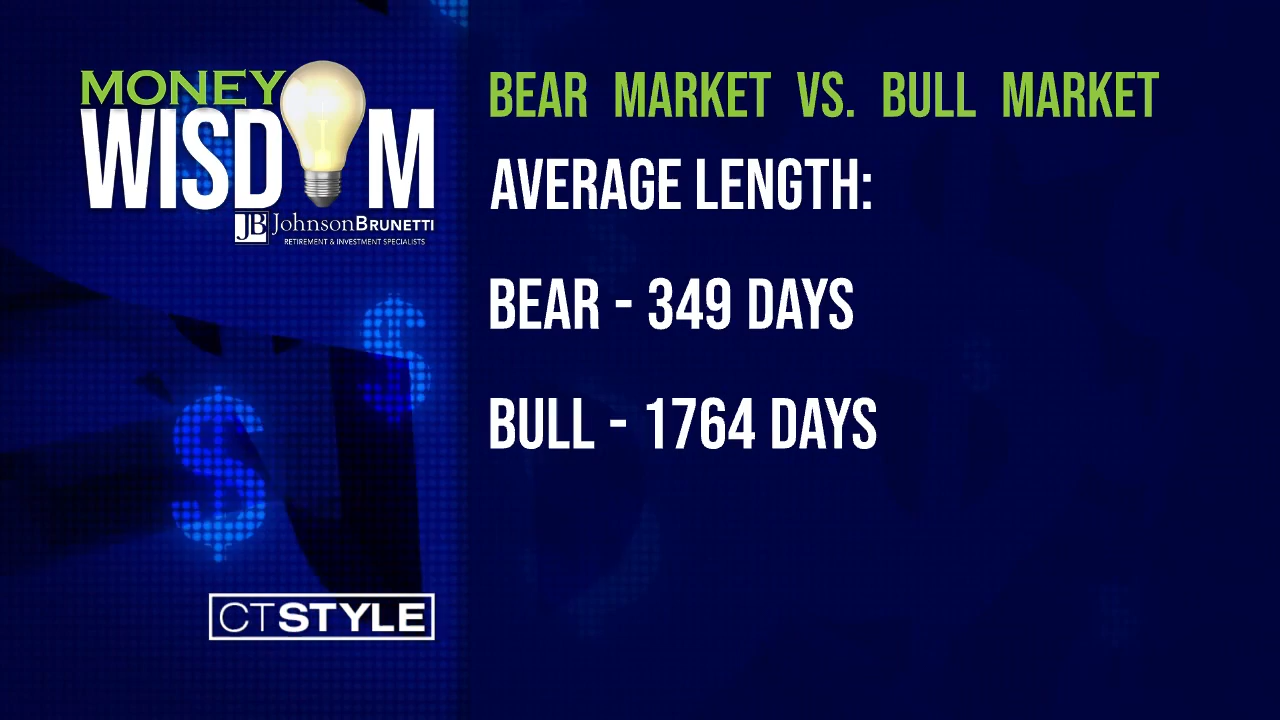 MONEY
WISDOM
JB JohnsonBrunetti
RETIREMENT & INVESTMENT SPECIALISTS
BEAR MARKET VS. BULL MARKET
AVERAGE LENGTH:
BEAR - 349 DAYS
BULL - 1764 DAYS
$
$
CTSTYLE